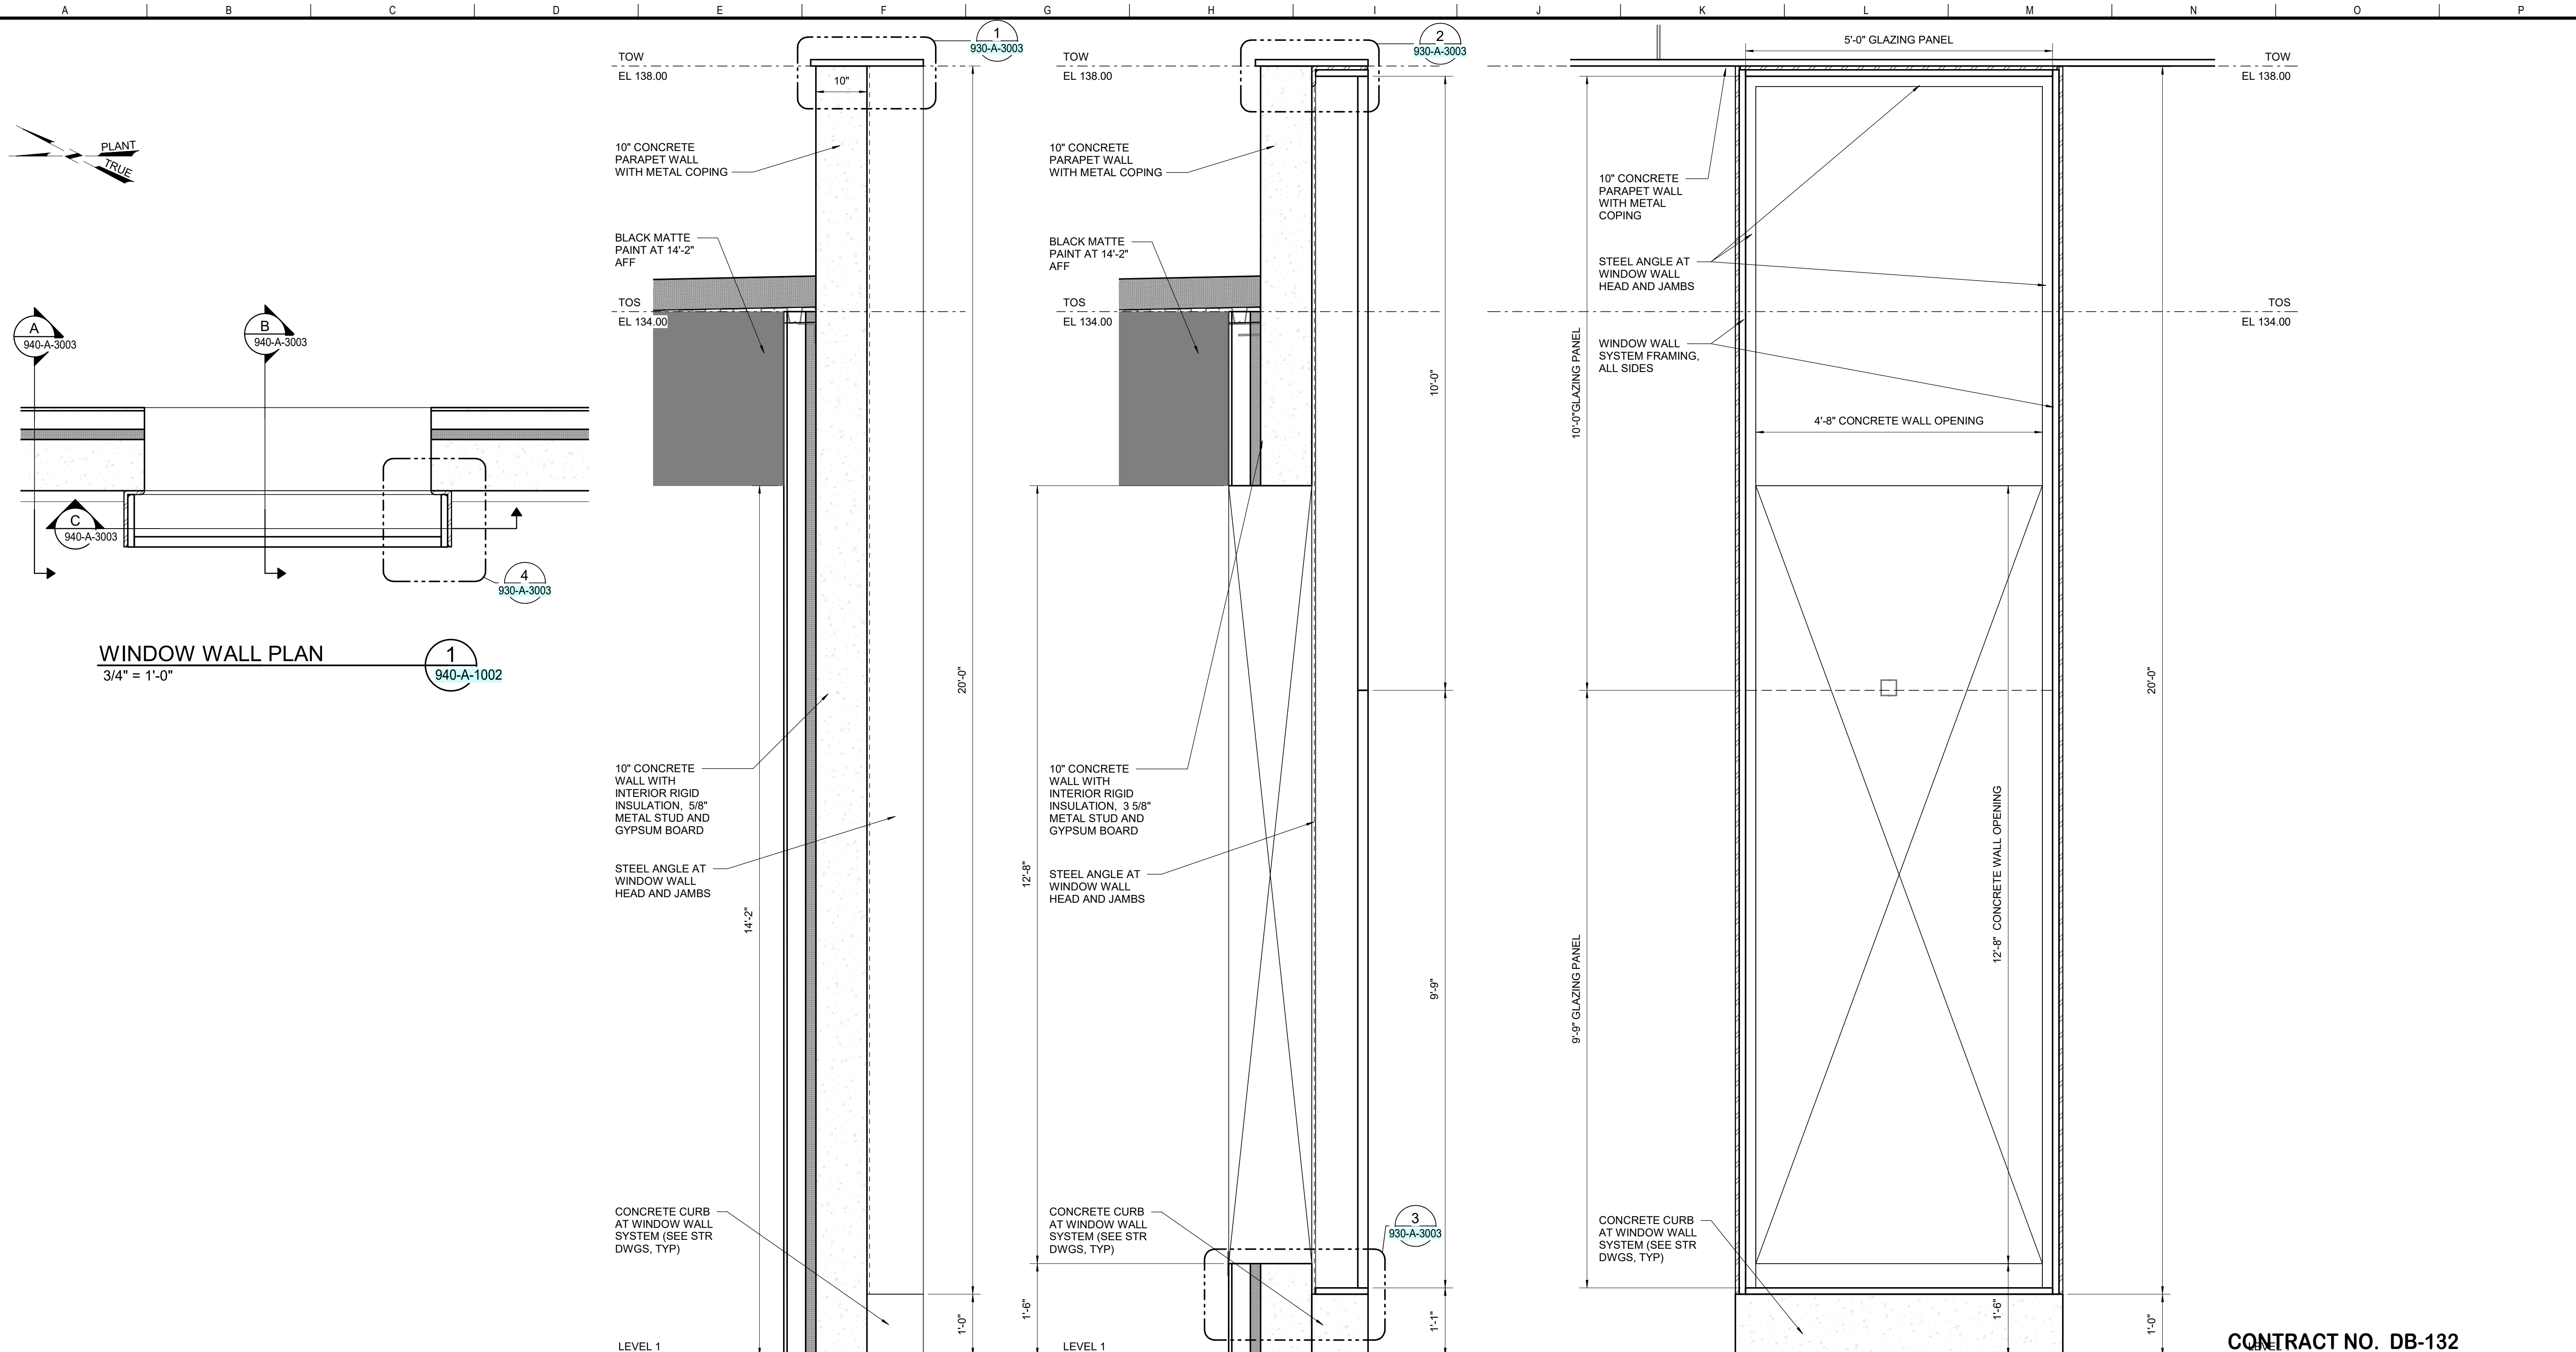 A B C D E F G H I J K L M N O P
PLANT
TRUE
A
940-A-3003
B
940-A-3003
C
940-A-3003
4
930-A-3003
WINDOW WALL PLAN
3/4" = 1'-0"
1
940-A-1002
1
930-A-3003
TOW
EL 138.00
10"
10" CONCRETE
PARAPET WALL
WITH METAL COPING
BLACK MATTE
PAINT AT 14'-2"
AFF
TOS
EL 134.00
20'-0"
10" CONCRETE
WALL WITH
INTERIOR RIGID
INSULATION, 5/8"
METAL STUD AND
GYPSUM BOARD
STEEL ANGLE AT
WINDOW WALL
HEAD AND JAMBS
14'-2"
CONCRETE CURB
AT WINDOW WALL
SYSTEM (SEE STR
DWGS, TYP)
1'-0"
LEVEL 1
2
930-A-3003
TOW
EL 138.00
10" CONCRETE
PARAPET WALL
WITH METAL COPING
BLACK MATTE
PAINT AT 14'-2"
AFF
TOS
EL 134.00
10'-0"
10" CONCRETE
WALL WITH
INTERIOR RIGID
INSULATION, 3 5/8"
METAL STUD AND
GYPSUM BOARD
12'-8"
STEEL ANGLE AT
WINDOW WALL
HEAD AND JAMBS
9'-9"
CONCRETE CURB
AT WINDOW WALL
SYSTEM (SEE STR
DWGS, TYP)
3
930-A-3003
1'-6"
1'-1"
LEVEL 1
5'-0" GLAZING PANEL
TOW
EL 138.00
10" CONCRETE
PARAPET WALL
WITH METAL
COPING
STEEL ANGLE AT
WINDOW WALL
HEAD AND JAMBS
TOS
EL 134.00
WINDOW WALL
SYSTEM FRAMING,
ALL SIDES
10'-0"GLAZING PANEL
4'-8" CONCRETE WALL OPENING
20'-0"
12'-8" CONCRETE WALL OPENING
9'-9" GLAZING PANEL
CONCRETE CURB
AT WINDOW WALL
SYSTEM (SEE STR
DWGS, TYP)
1'-6"
1'-0"
LEVEL 1
CONTRACT NO. DB-132